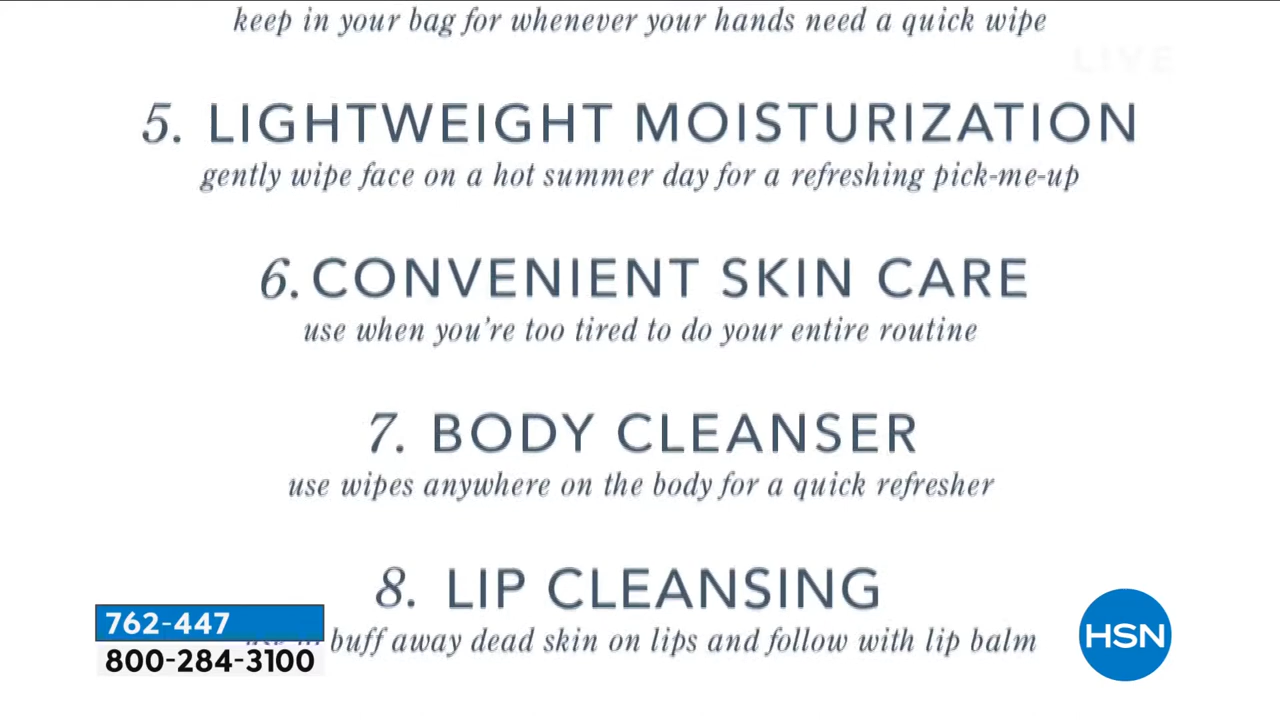 keep in your bag for whenever your hands need a quick wipe
LIVE
5. LIGHTWEIGHT MOISTURIZATION
gently wipe face on a hot summer day for a refreshing pick-me-up
6. CONVENIENT SKIN CARE
use when you're too tired to do your entire routine
7. BODY CLEANSER
use wipes anywhere on the body for a quick refresher
8. LIP CLEANSING
buff away dead skin on lips and follow with lip balm
762-447
800-284-3100
HSN